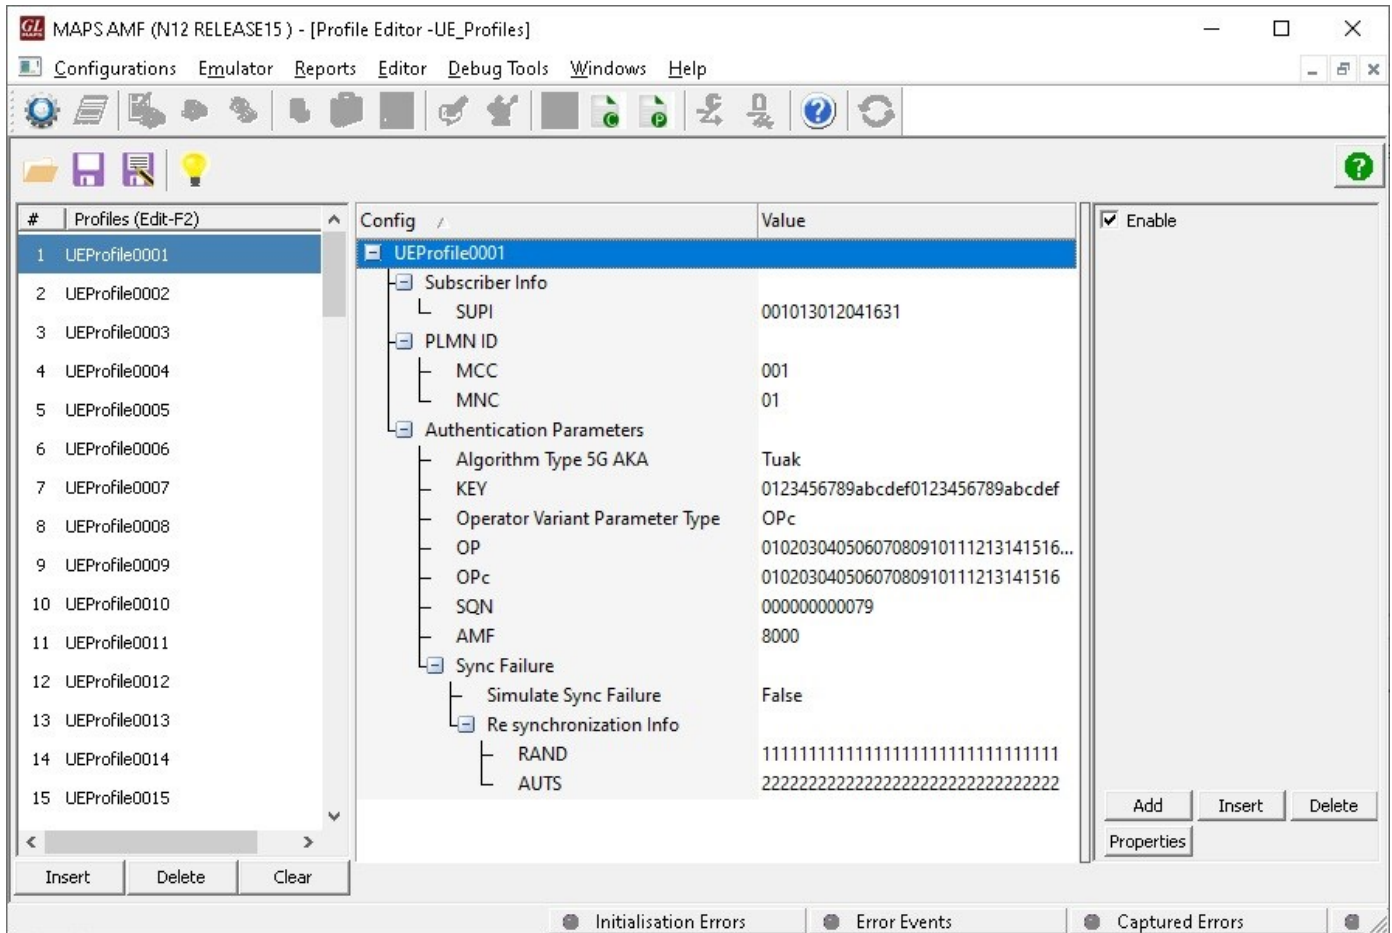 GL MAPS MAPS AMF (N12 RELEASE15 ) - [Profile Editor -UE_Profiles]
Configurations Emulator Reports Editor Debug Tools Windows Help
# Profiles (Edit-F2) Config Value Enable
1 UEProfile0001
2 UEProfile0002
3 UEProfile0003
4 UEProfile0004
5 UEProfile0005
6 UEProfile0006
7 UEProfile0007
8 UEProfile0008
9 UEProfile0009
10 UEProfile0010
11 UEProfile0011
12 UEProfile0012
13 UEProfile0013
14 UEProfile0014
15 UEProfile0015
Insert Delete Clear
UEProfile0001
Subscriber Info
SUPI 001013012041631
PLMN ID
MCC 001
MNC 01
Authentication Parameters
Algorithm Type 5G AKA Tuak
KEY 0123456789abcdef0123456789abcdef
Operator Variant Parameter Type OPc
OP 01020304050607080910111213141516...
OPc 01020304050607080910111213141516
SQN 000000000079
AMF 8000
Sync Failure
Simulate Sync Failure False
Re synchronization Info
RAND 11111111111111111111111111111111
AUTS 22222222222222222222222222222222
Add Insert Delete
Properties
Initialisation Errors Error Events Captured Errors